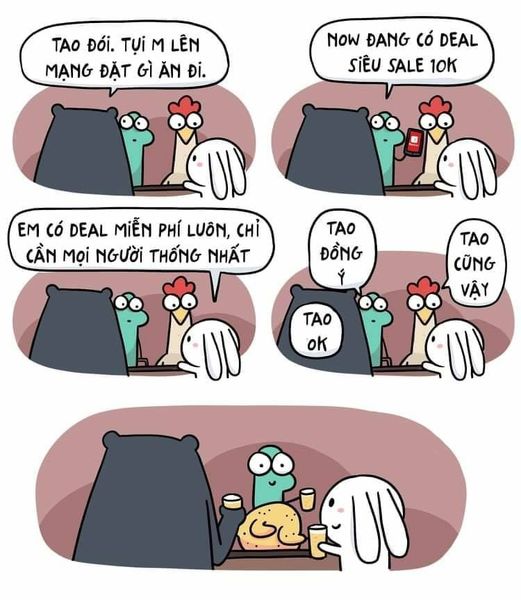 TAO ĐÓI. TỤI M LÊN
MẠNG ĐẶT GÌ ĂN ĐI.
NOW ĐANG CÓ DEAL
SIÊU SALE 10K
EM CÓ DEAL MIỄN PHÍ LUÔN, CHỈ
CẦN MỌI NGƯỜI THỐNG NHẤT
TAO
ĐỒNG
Ý
TAO
OK
TAO
CŨNG
VẬY